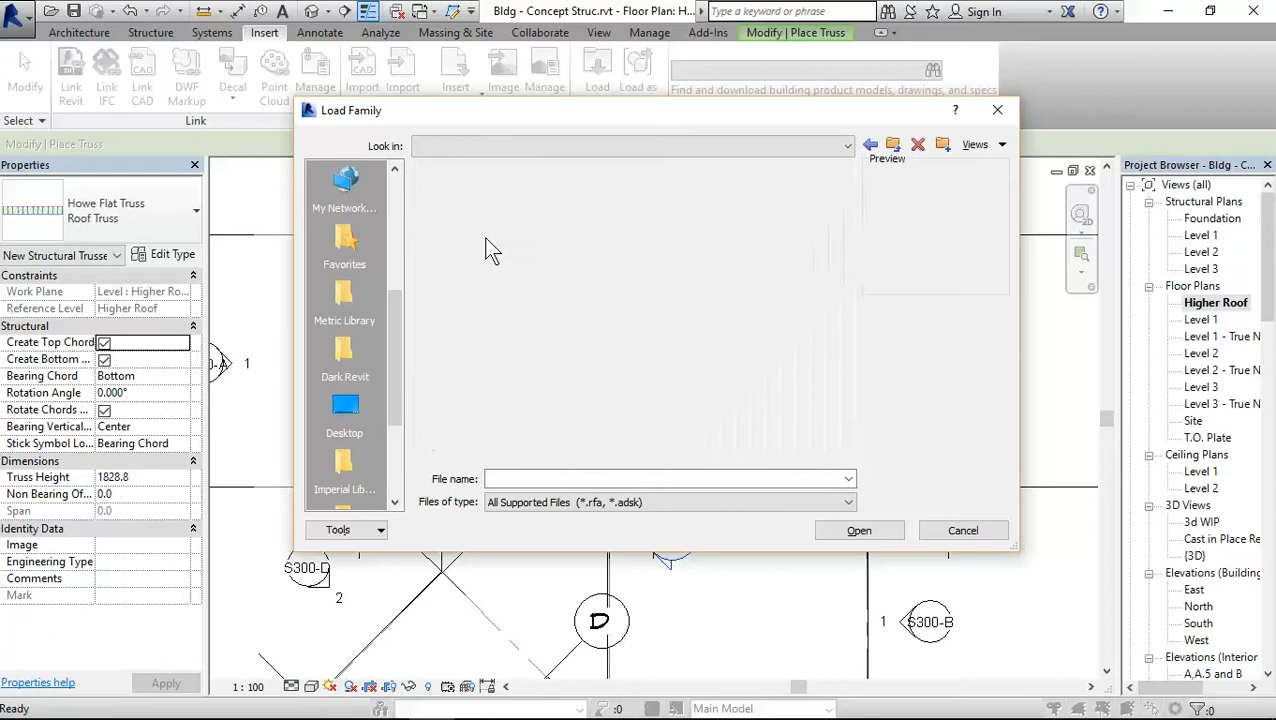 Bldg - Concept Struc.rvt - Floor Plan: H...
Type a keyword or phrase
Sign In
Architecture
Structure
Systems
Insert
Annotate
Analyze
Massing & Site
Collaborate
View
Manage
Add-Ins
Modify | Place Truss
Modify
Link Revit
Link IFC
Link CAD
DWF Markup
Decal
Point Cloud
Manage
Import
Import
Insert
Image
Manage
Load
Load as
Find and download building product models, drawings, and specs
Select
Link
Modify | Place Truss
Load Family
Look in:
Views
Preview
My Network...
Favorites
Metric Library
Dark Revit
Desktop
Imperial Lib...
File name:
Files of type:
All Supported Files (*.rfa, *.adsk)
Tools
Open
Cancel
Properties
Howe Flat Truss
Roof Truss
New Structural Trusse
Edit Type
Constraints
Work Plane
Level : Higher Ro...
Reference Level
Higher Roof
Structural
Create Top Chord
Create Bottom ...
Bearing Chord
Bottom
Rotation Angle
0.000°
Rotate Chords ...
Bearing Vertical...
Center
Stick Symbol Lo...
Bearing Chord
Dimensions
Truss Height
1828.8
Non Bearing Of...
0.0
Span
0.0
Identity Data
Image
Engineering Type
Comments
Mark
Properties help
Apply
0-A
1
S300-D
2
D
1
S300-B
2D
Project Browser - Bldg - C...
Views (all)
Structural Plans
Foundation
Level 1
Level 2
Level 3
Floor Plans
Higher Roof
Level 1
Level 1 - True N
Level 2
Level 2 - True N
Level 3
Level 3 - True N
Site
T.O. Plate
Ceiling Plans
Level 1
Level 2
3D Views
3d WIP
Cast in Place Re
{3D}
Elevations (Building
East
North
South
West
Elevations (Interior
A,A.5 and B
1 : 100
Ready
:0
Main Model
:0